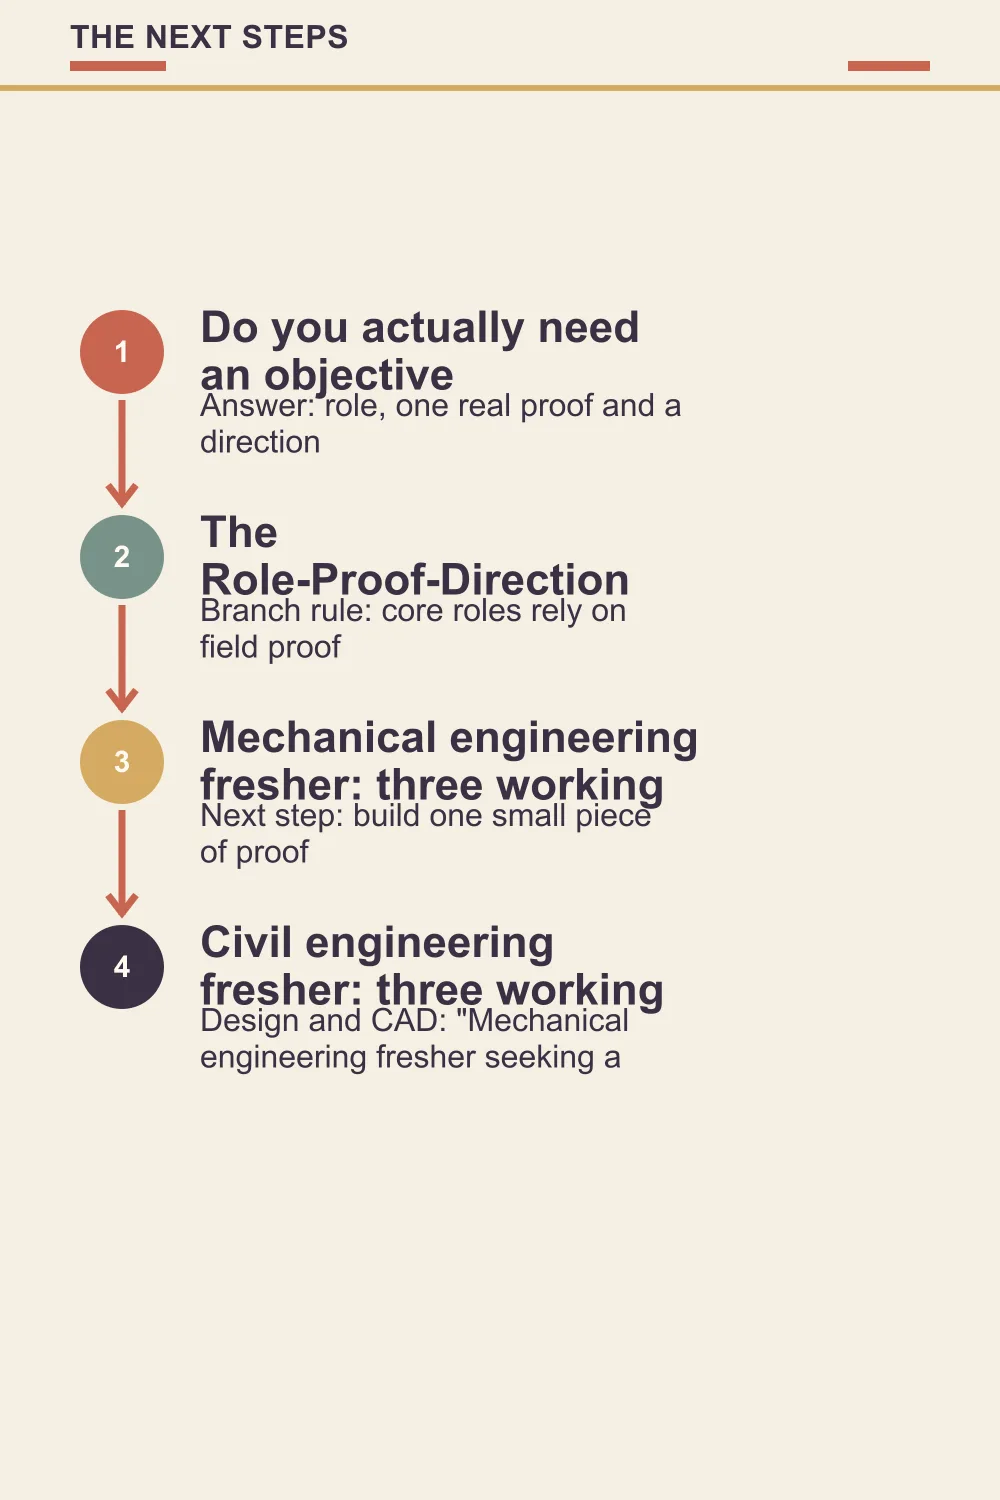 THE NEXT STEPS
1
Do you actually need
an objective
Answer: role, one real proof and a
direction
2
The
Role-Proof-Direction
Branch rule: core roles rely on
field proof
3
Mechanical engineering
fresher: three working
Next step: build one small piece
of proof
4
Civil engineering
fresher: three working
Design and CAD: "Mechanical
engineering fresher seeking a